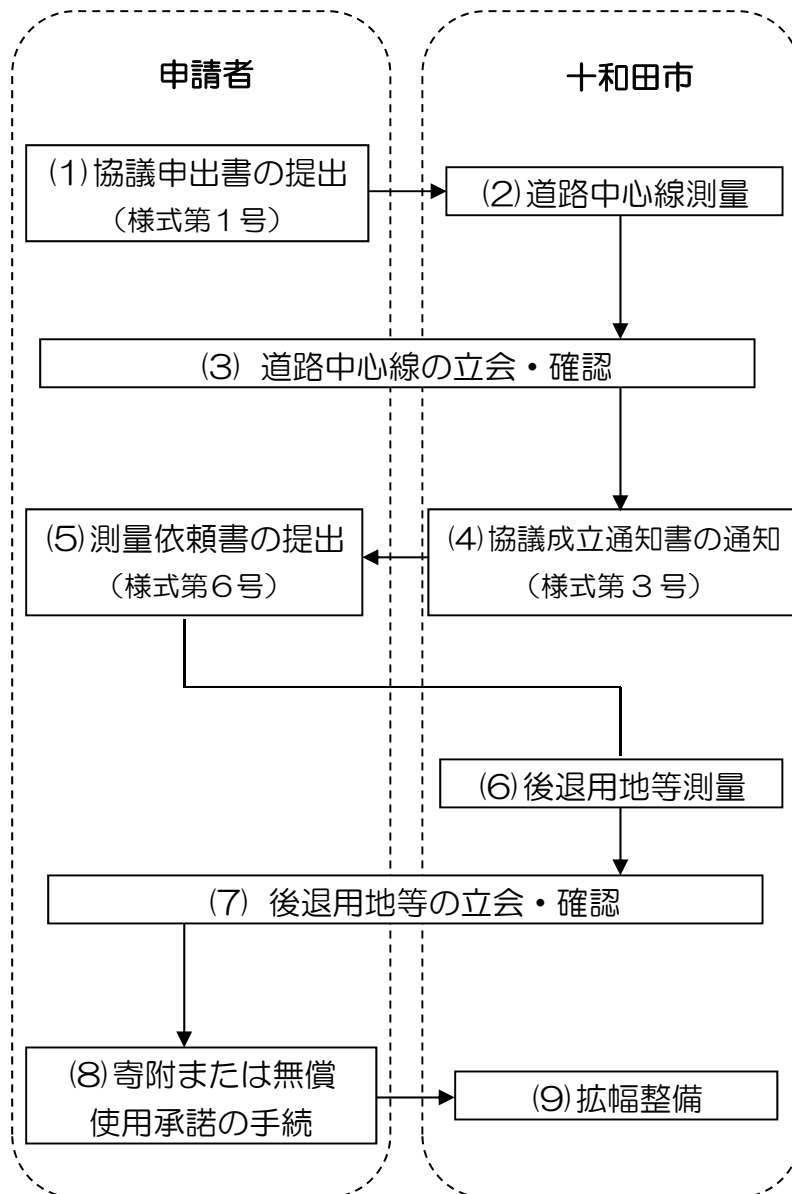 申請者
十和田市
(1)協議申出書の提出
（様式第１号）
(2)道路中心線測量
(3) 道路中心線の立会・確認
(4)協議成立通知書の通知
（様式第３号）
(5)測量依頼書の提出
（様式第６号）
(6)後退用地等測量
(7) 後退用地等の立会・確認
(8)寄附または無償
使用承諾の手続
(9)拡幅整備